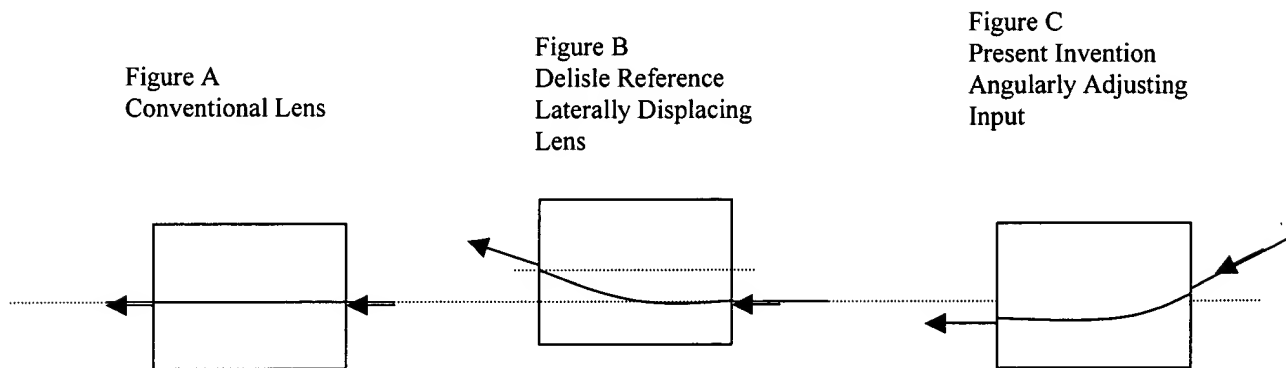 Figure A
Conventional Lens
Figure B
Delisle Reference
Laterally Displacing
Lens
Figure C
Present Invention
Angularly Adjusting
Input